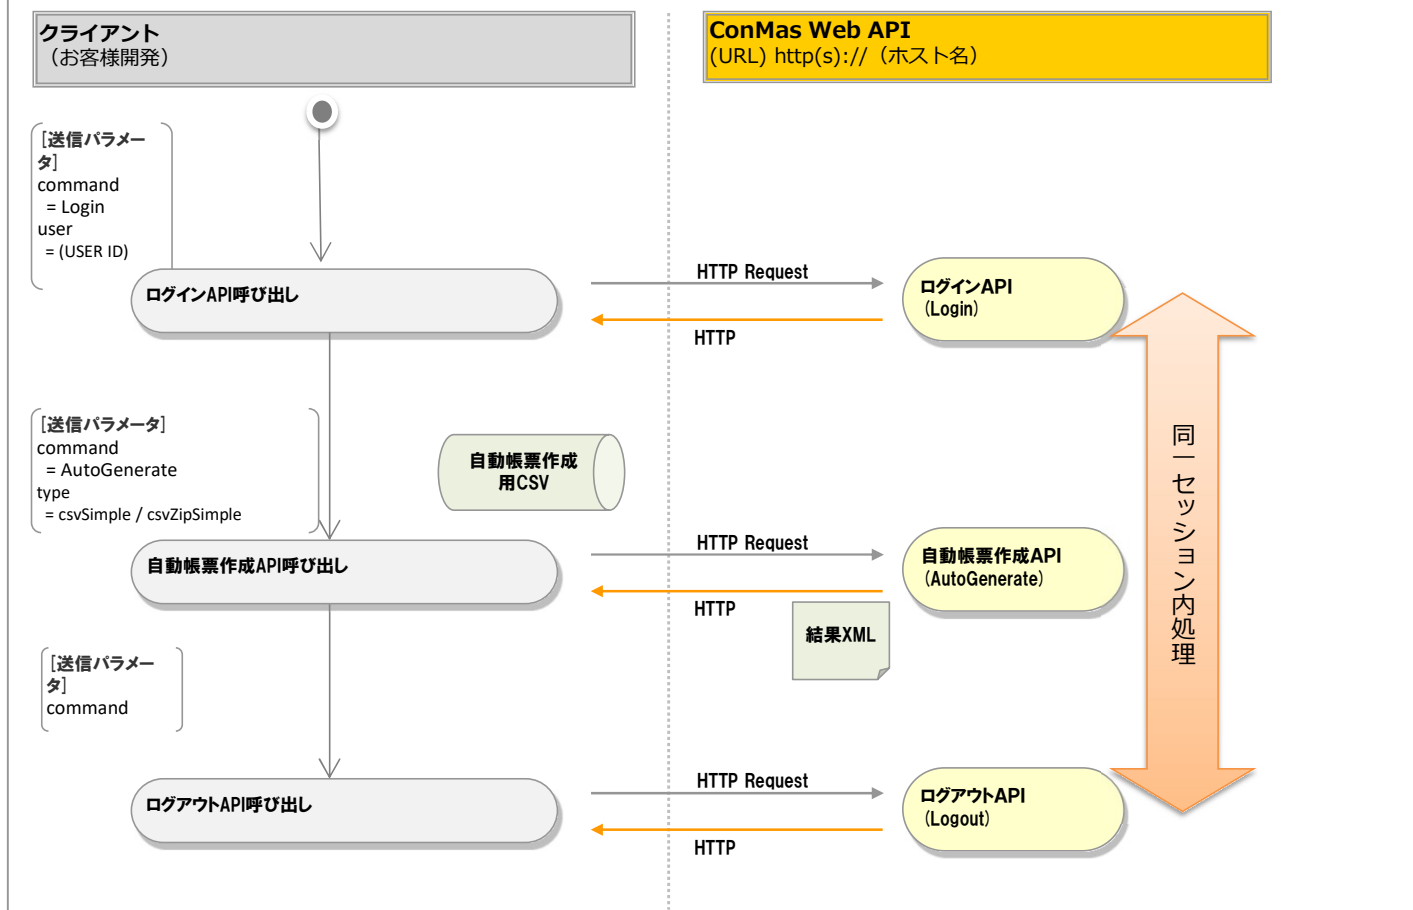 クライアント
（お客様開発）
ConMas Web API
(URL) http(s)://（ホスト名）
[送信パラメー
タ]
command
= Login
user
= (USER ID)
ログインAPI呼び出し
HTTP Request
HTTP
ログインAPI
(Login)
[送信パラメータ]
command
= AutoGenerate
type
= csvSimple / csvZipSimple
自動帳票作成
用CSV
自動帳票作成API呼び出し
HTTP Request
HTTP
結果XML
自動帳票作成API
(AutoGenerate)
同一セッション内処理
[送信パラメー
タ]
command
ログアウトAPI呼び出し
HTTP Request
HTTP
ログアウトAPI
(Logout)